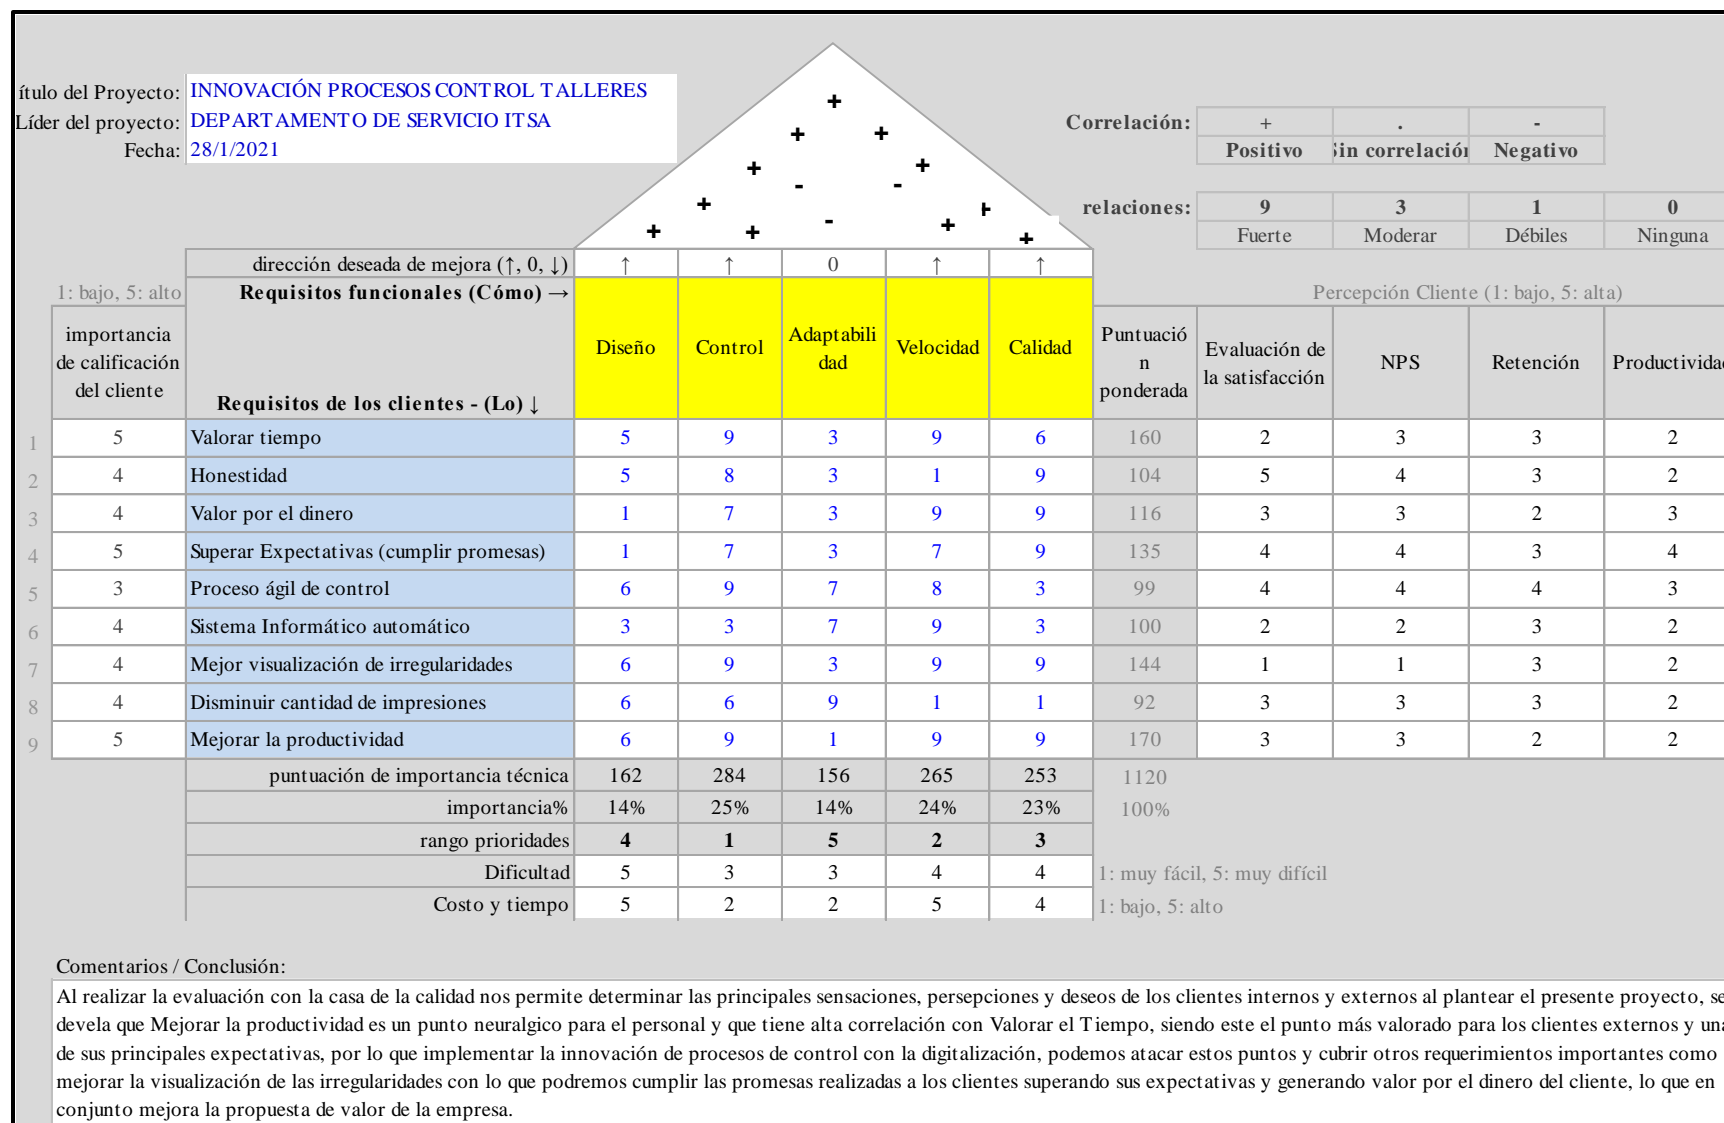 ítulo del Proyecto: INNOVACIÓN PROCESOS CONTROL TALLERES
Líder del proyecto: DEPARTAMENTO DE SERVICIO ITSA
Fecha: 28/1/2021
+
+ +
+ - - +
+ - +
+ + + +
Correlación: + . -
Positivo Sin correlación Negativo
relaciones: 9 3 1 0
Fuerte Moderar Débiles Ninguna
dirección deseada de mejora (↑, 0, ↓) ↑ ↑ 0 ↑ ↑
1: bajo, 5: alto Requisitos funcionales (Cómo) → Percepción Cliente (1: bajo, 5: alta)
importancia de calificación del cliente
Requisitos de los clientes - (Lo) ↓
Diseño Control Adaptabilidad Velocidad Calidad Puntuación ponderada Evaluación de la satisfacción NPS Retención Productividad
1 5 Valorar tiempo 5 9 3 9 6 160 2 3 3 2
2 4 Honestidad 5 8 3 1 9 104 5 4 3 2
3 4 Valor por el dinero 1 7 3 9 9 116 3 3 2 3
4 5 Superar Expectativas (cumplir promesas) 1 7 3 7 9 135 4 4 3 4
5 3 Proceso ágil de control 6 9 7 8 3 99 4 4 4 3
6 4 Sistema Informático automático 3 3 7 9 3 100 2 2 3 2
7 4 Mejor visualización de irregularidades 6 9 3 9 9 144 1 1 3 2
8 4 Disminuir cantidad de impresiones 6 6 9 1 1 92 3 3 3 2
9 5 Mejorar la productividad 6 9 1 9 9 170 3 3 2 2
puntuación de importancia técnica 162 284 156 265 253 1120
importancia% 14% 25% 14% 24% 23% 100%
rango prioridades 4 1 5 2 3
Dificultad 5 3 3 4 4 1: muy fácil, 5: muy difícil
Costo y tiempo 5 2 2 5 4 1: bajo, 5: alto
Comentarios / Conclusión:
Al realizar la evaluación con la casa de la calidad nos permite determinar las principales sensaciones, persepciones y deseos de los clientes internos y externos al plantear el presente proyecto, se
devela que Mejorar la productividad es un punto neuralgico para el personal y que tiene alta correlación con Valorar el Tiempo, siendo este el punto más valorado para los clientes externos y una
de sus principales expectativas, por lo que implementar la innovación de procesos de control con la digitalización, podemos atacar estos puntos y cubrir otros requerimientos importantes como
mejorar la visualización de las irregularidades con lo que podremos cumplir las promesas realizadas a los clientes superando sus expectativas y generando valor por el dinero del cliente, lo que en
conjunto mejora la propuesta de valor de la empresa.